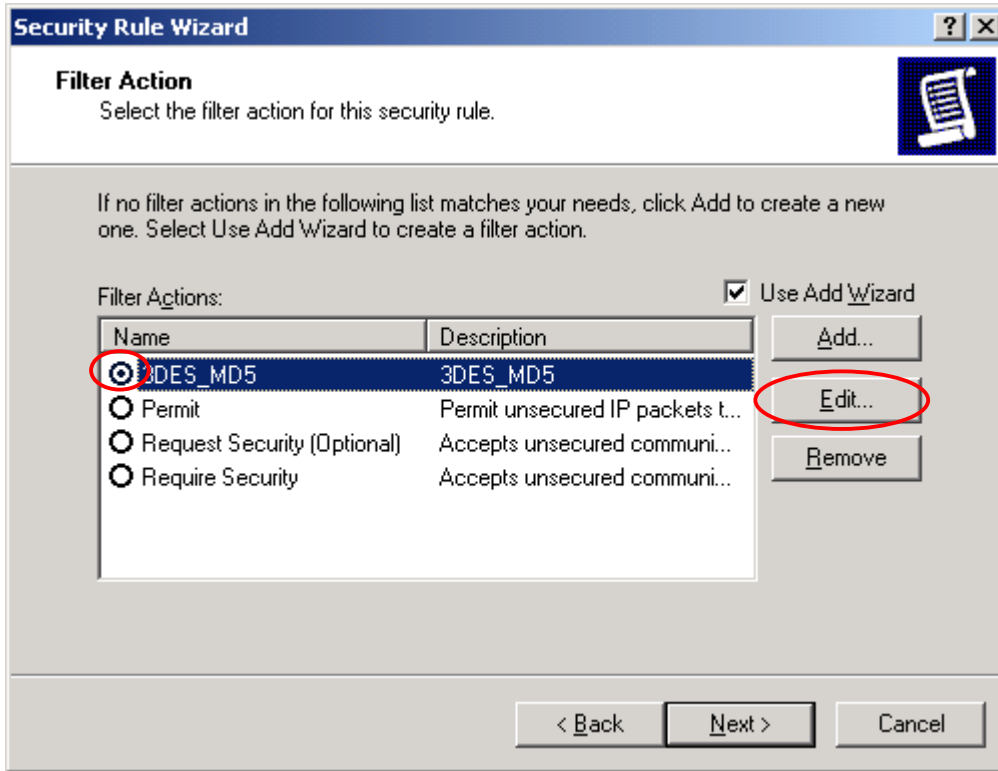 Security Rule Wizard
Filter Action
Select the filter action for this security rule.
If no filter actions in the following list matches your needs, click Add to create a new
one. Select Use Add Wizard to create a filter action.
Filter Actions:
Use Add Wizard
Name Description
3DES_MD5 3DES_MD5
Permit Permit unsecured IP packets t...
Request Security (Optional) Accepts unsecured communi...
Require Security Accepts unsecured communi...
Add...
Edit...
Remove
< Back Next > Cancel